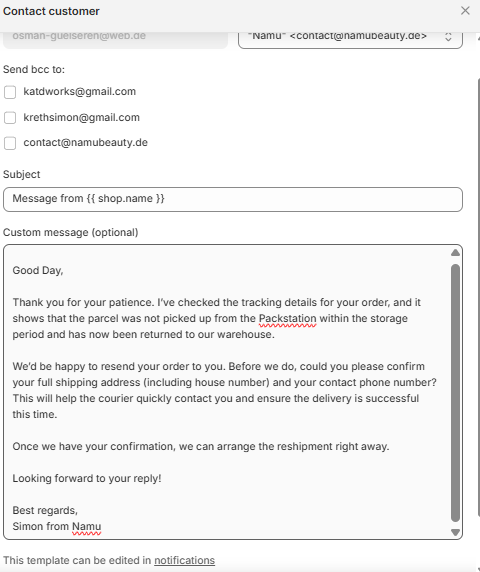 Contact customer
osman-guelseren@web.de
"Namu" <contact@namubeauty.de>
Send bcc to:
katdworks@gmail.com
krethsimon@gmail.com
contact@namubeauty.de
Subject
Message from {{ shop.name }}
Custom message (optional)
Good Day,
Thank you for your patience. I've checked the tracking details for your order, and it
shows that the parcel was not picked up from the Packstation within the storage
period and has now been returned to our warehouse.
We'd be happy to resend your order to you. Before we do, could you please confirm
your full shipping address (including house number) and your contact phone number?
This will help the courier quickly contact you and ensure the delivery is successful
this time.
Once we have your confirmation, we can arrange the reshipment right away.
Looking forward to your reply!
Best regards,
Simon from Namu
This template can be edited in notifications